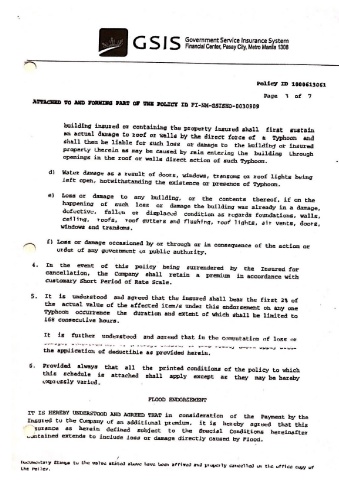 GSIS Government Service Insurance System
Financial Center, Pasay City, Metro Manila 1308
Policy ID
Page 3 of 7
ATTACHED TO AND FORMING PART OF THE POLICY ID
building insured or containing the property insured shall first sustain
an actual damage to roof or walls by the direct force of a Typhoon and
shall then be liable for such loss or damage to the building or insured
property therein as may be caused by rain entering the building through
openings in the roof or walls direct action of such Typhoon.
d) Water damage as a result of doors, windows, transoms or roof lights being
left open, notwithstanding the existence or presence of Typhoon.
e) Loss or damage to any building, or the contents thereof, if on the
happening of such loss or damage the building was already in a damage,
defective, fallen or displaced condition as regards foundations, walls,
ceiling, roofs, roof gutters and flushing, roof lights, air vents, doors,
windows and transoms.
f) Loss or damage occasioned by or through or in consequence of the action or
order of any government or public authority.
4. In the event of this policy being surrendered by the Insured for
cancellation, the Company shall retain a premium in accordance with
customary Short Period of Rate Scale.
5. It is understood and agreed that the insured shall bear the first 2% of
the actual value of the affected item/s under this endorsement on any one
Typhoon occurrence the duration and extent of which shall be limited to
168 consecutive hours.
It is further understood and agreed that in the computation of loss or
the application of deductible as provided herein.
6. Provided always that all the printed conditions of the policy to which
this schedule is attached shall apply except as they may be hereby
expressly varied.
FLOOD ENDORSEMENT
IT IS HEREBY UNDERSTOOD AND AGREED THAT in consideration of the Payment by the
Insured to the Company of an additional premium, it is hereby agreed that this
surance as herein defined subject to the Special Conditions hereinafter
contained extends to include loss or damage directly caused by Flood.
Documentary Stamps to the value stated above have been affixed and properly cancelled on the office copy of
the Policy.